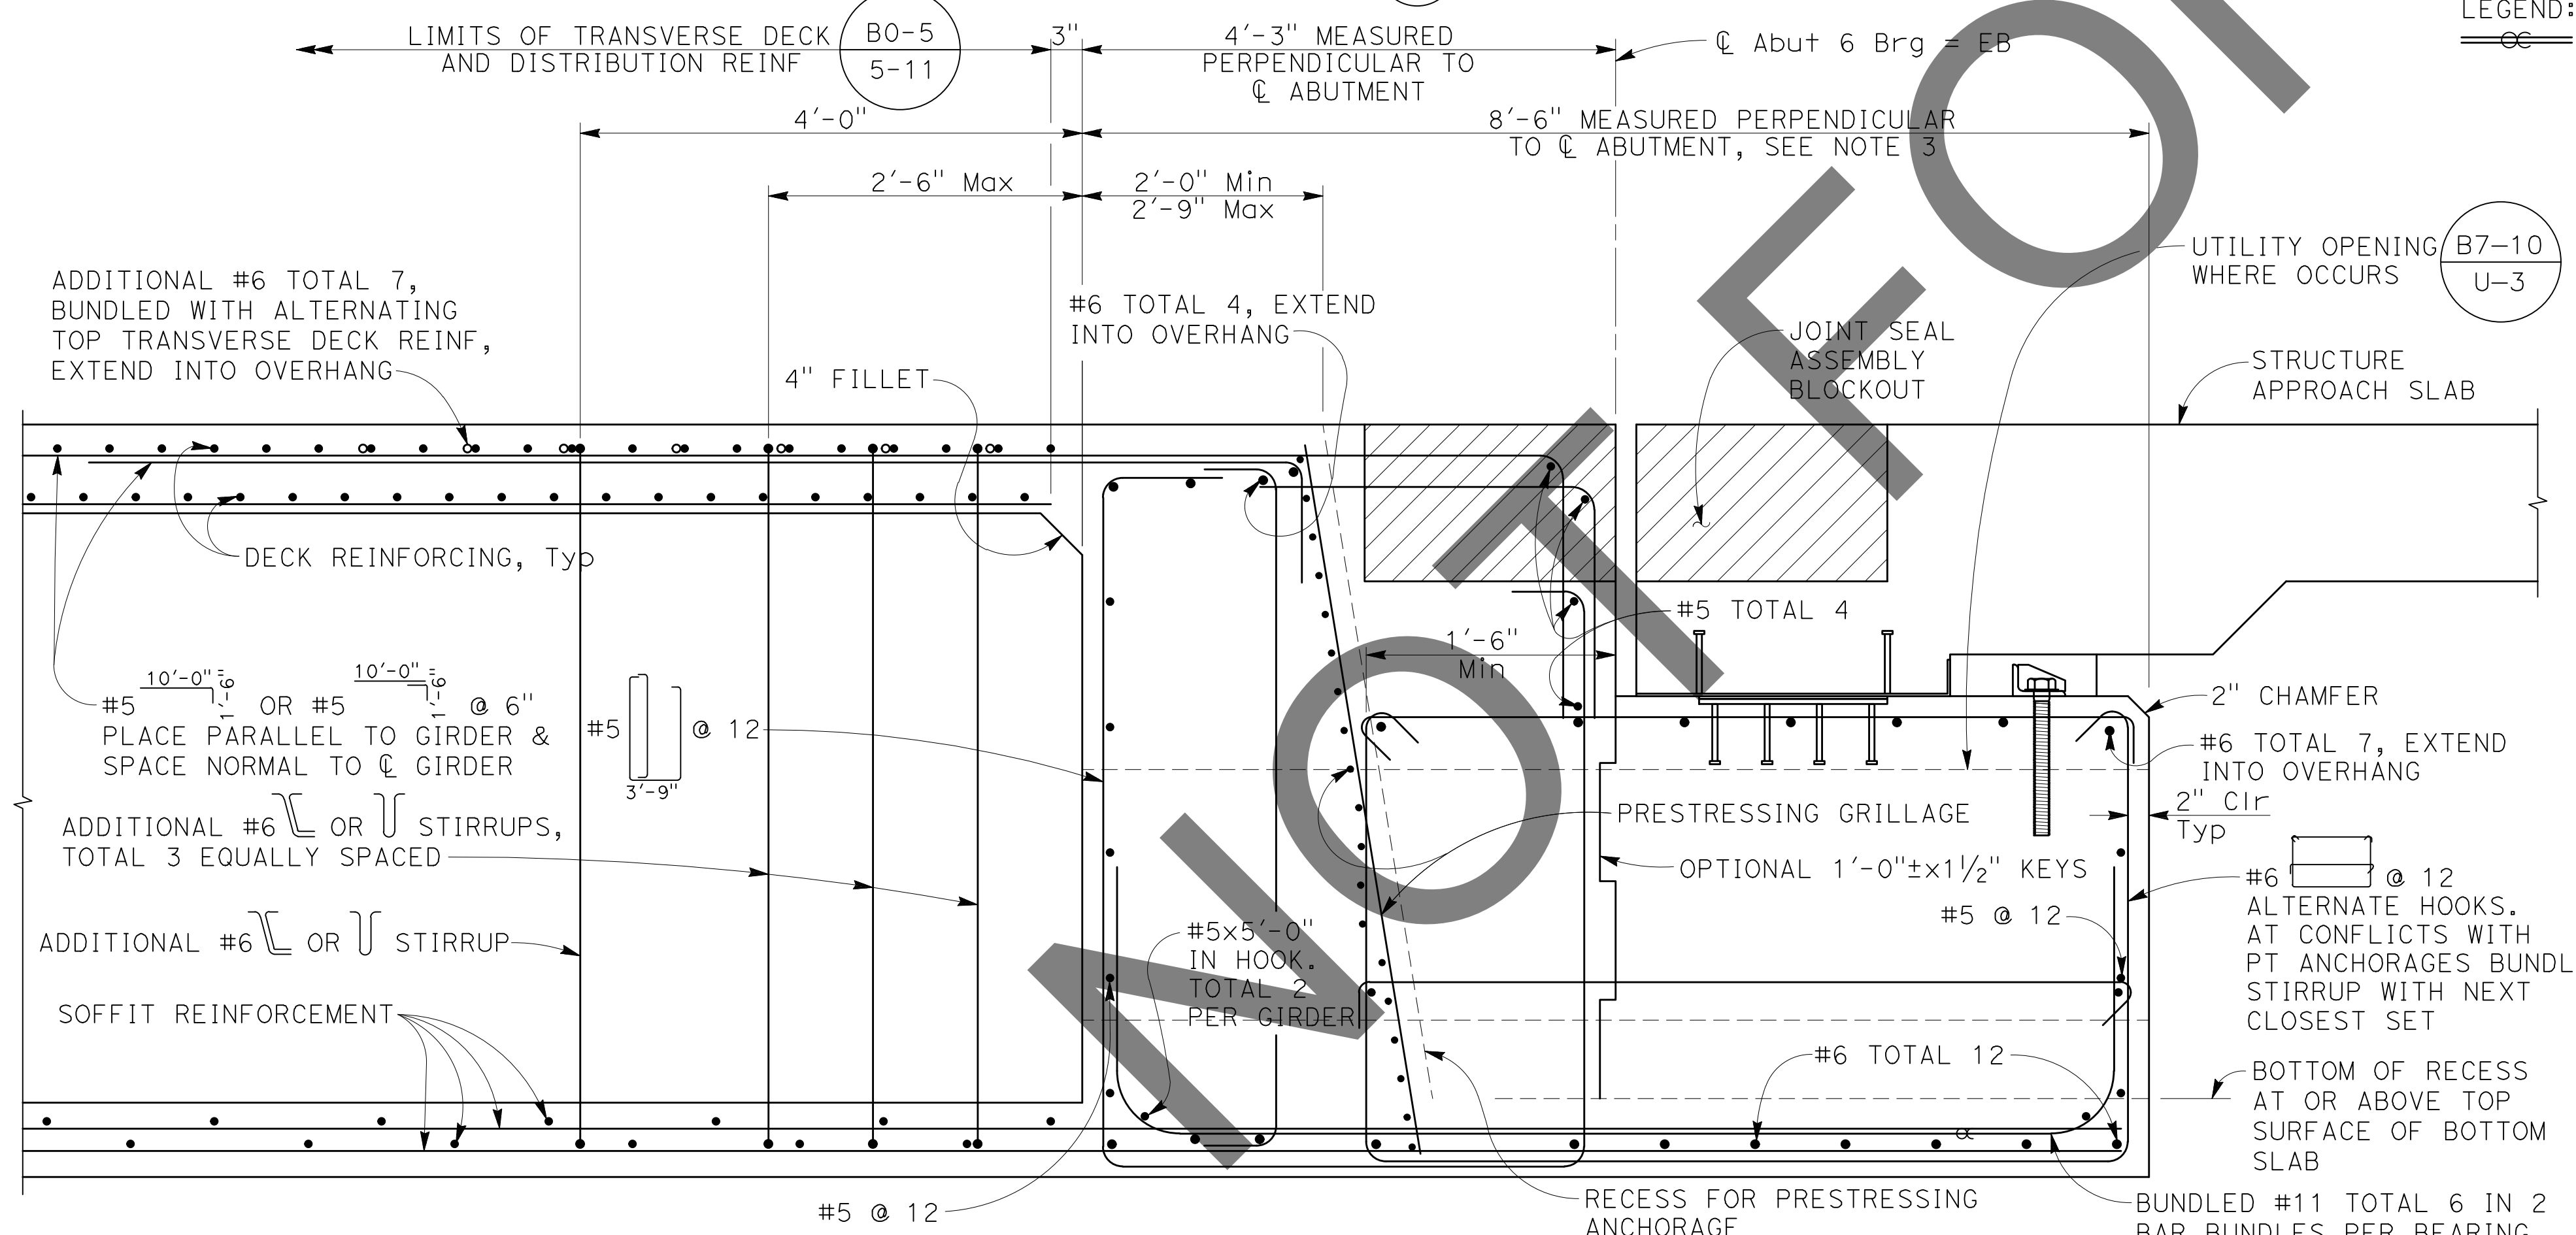 LIMITS OF TRANSVERSE DECK
AND DISTRIBUTION REINF
B0-5
5-11
3"
4'-3" MEASURED
PERPENDICULAR TO
℄ ABUTMENT
℄ Abut 6 Brg = EB
LEGEND:
4'-0"
8'-6" MEASURED PERPENDICULAR
TO ℄ ABUTMENT, SEE NOTE 3
2'-6" Max
2'-0" Min
2'-9" Max
UTILITY OPENING
WHERE OCCURS
B7-10
U-3
ADDITIONAL #6 TOTAL 7,
BUNDLED WITH ALTERNATING
TOP TRANSVERSE DECK REINF,
EXTEND INTO OVERHANG
#6 TOTAL 4, EXTEND
INTO OVERHANG
4" FILLET
JOINT SEAL
ASSEMBLY
BLOCKOUT
STRUCTURE
APPROACH SLAB
DECK REINFORCING, Typ
#5 TOTAL 4
1'-6"
Min
10'-0"
1'-6"
10'-0"
1'-6"
#5 OR #5 @ 6"
PLACE PARALLEL TO GIRDER &
SPACE NORMAL TO ℄ GIRDER
#5 @ 12
3'-9"
2" CHAMFER
#6 TOTAL 7, EXTEND
INTO OVERHANG
2" Clr
Typ
ADDITIONAL #6 OR STIRRUPS,
TOTAL 3 EQUALLY SPACED
PRESTRESSING GRILLAGE
OPTIONAL 1'-0"±x1½" KEYS
#6 @ 12
ALTERNATE HOOKS.
AT CONFLICTS WITH
PT ANCHORAGES BUNDL
STIRRUP WITH NEXT
CLOSEST SET
#5 @ 12
ADDITIONAL #6 OR STIRRUP
#5x5'-0"
IN HOOK.
TOTAL 2
PER GIRDER
SOFFIT REINFORCEMENT
#6 TOTAL 12
BOTTOM OF RECESS
AT OR ABOVE TOP
SURFACE OF BOTTOM
SLAB
α
#5 @ 12
RECESS FOR PRESTRESSING
ANCHORAGE
BUNDLED #11 TOTAL 6 IN 2
BAR BUNDLES PER BEARING
NOT FOR